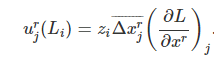 $u_j^r(L_i) = z_i \overline{\Delta x_j^r} \left( \frac{\partial L}{\partial x^r} \right)_j$